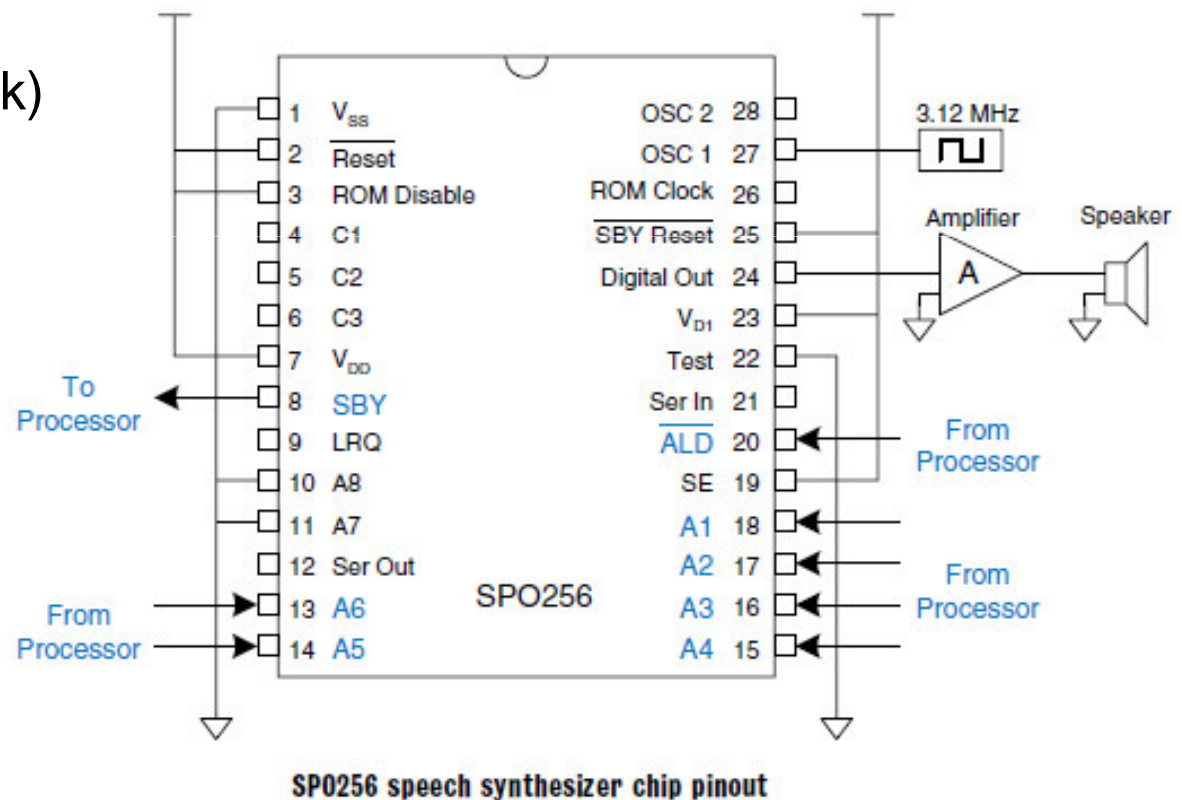 k)
1 VSS
2 Reset
3 ROM Disable
4 C1
5 C2
6 C3
7 VDD
8 SBY
9 LRQ
10 A8
11 A7
12 Ser Out
13 A6
14 A5
To
Processor
From
Processor
SPO256
OSC 2 28
OSC 1 27
ROM Clock 26
SBY Reset 25
Digital Out 24
VD1 23
Test 22
Ser In 21
ALD 20
SE 19
A1 18
A2 17
A3 16
A4 15
3.12 MHz
Amplifier
A
Speaker
From
Processor
From
Processor
SPO256 speech synthesizer chip pinout